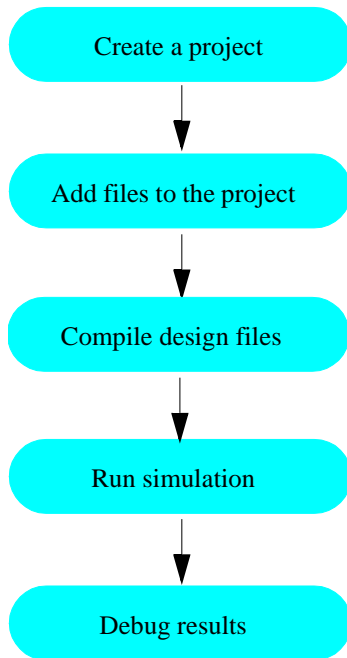 Create a project
Add files to the project
Compile design files
Run simulation
Debug results